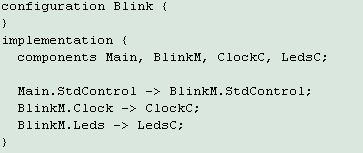 configuration Blink {
}
implementation {
  components Main, BlinkM, ClockC, LedsC;

  Main.StdControl -> BlinkM.StdControl;
  BlinkM.Clock -> ClockC;
  BlinkM.Leds -> LedsC;
}